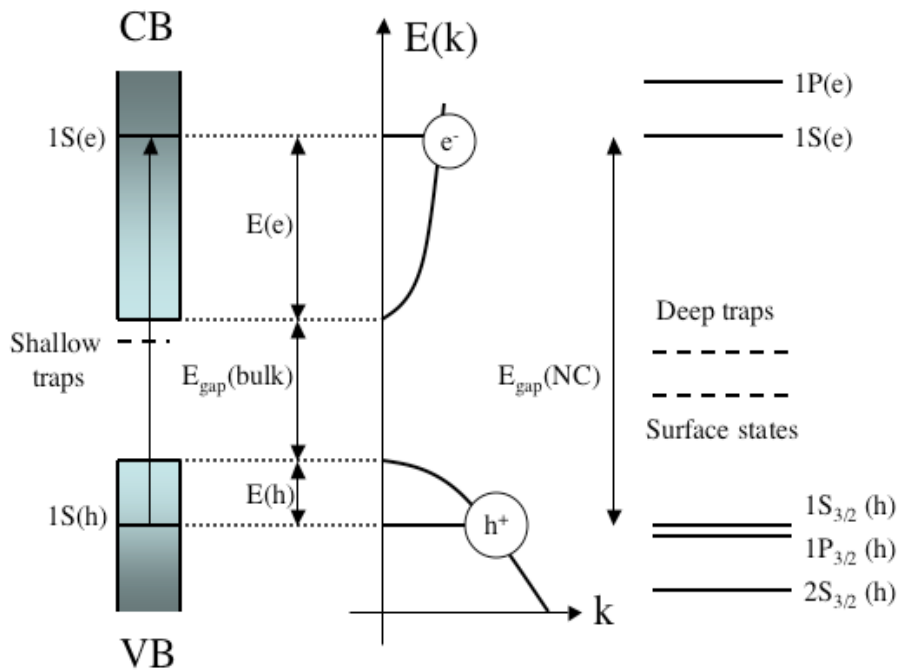 CB
E(k)
1P(e)
1S(e)
1S(e)
e-
E(e)
Deep traps
Shallow
traps
E_gap(bulk)
E_gap(NC)
Surface states
E(h)
1S(h)
h+
1S_3/2 (h)
1P_3/2 (h)
2S_3/2 (h)
k
VB